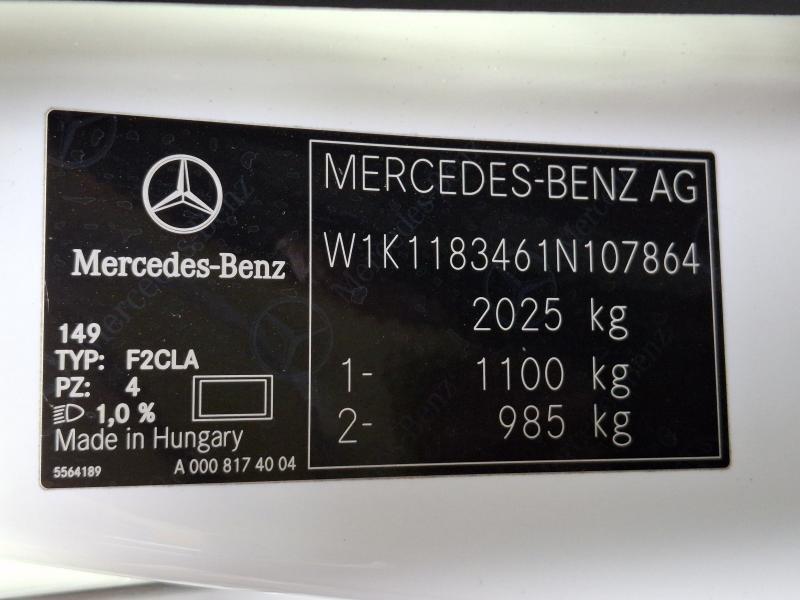 Mercedes-Benz
149
TYP: F2CLA
PZ: 4
1,0 %
Made in Hungary
5564189
A 000 817 40 04
MERCEDES-BENZ AG
W1K1183461N107864
2025 kg
1- 1100 kg
2- 985 kg